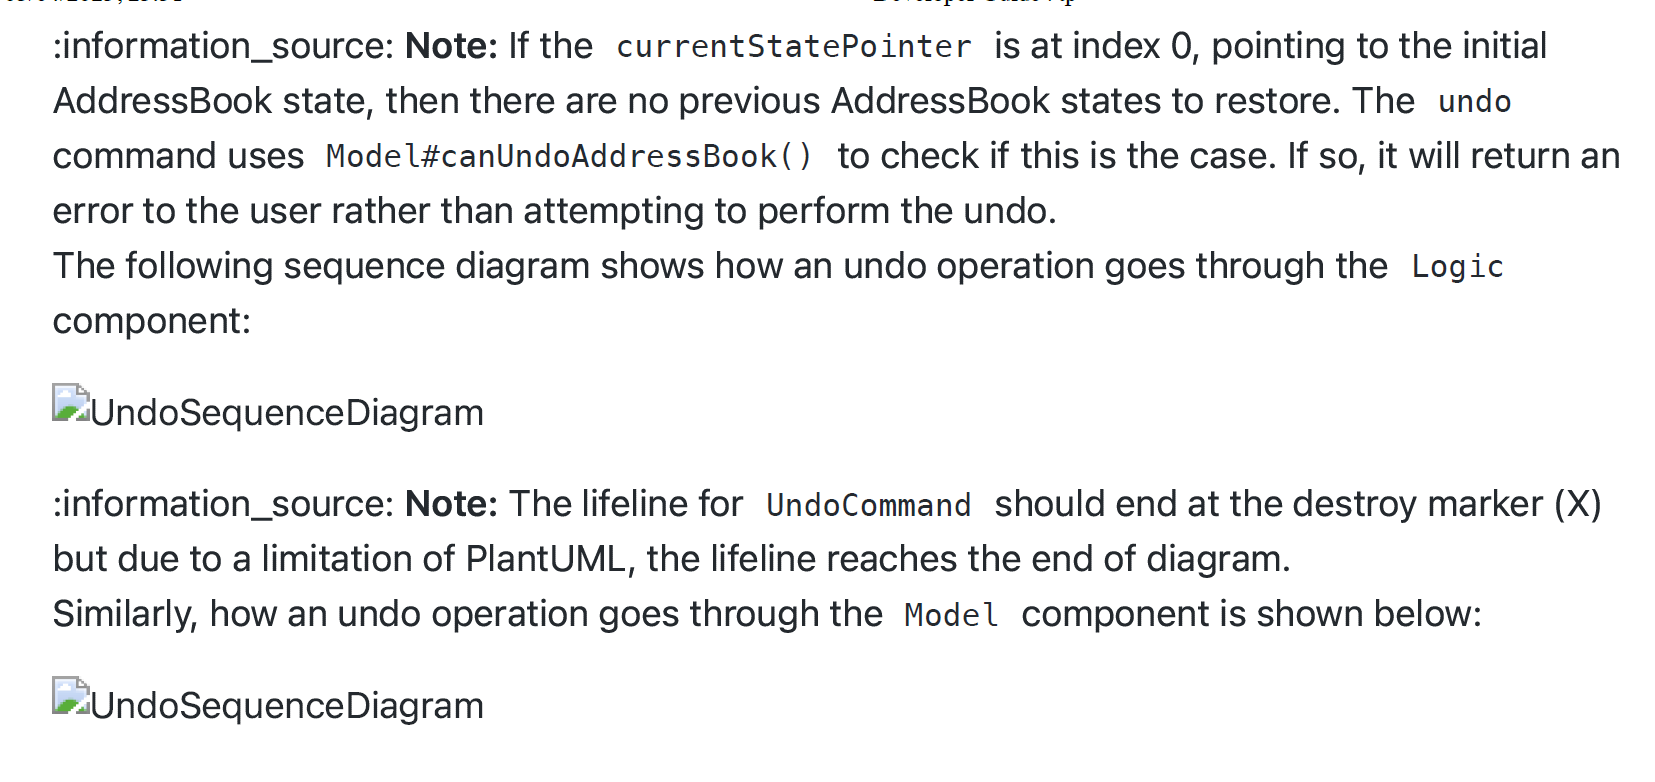 :information_source: Note: If the currentStatePointer is at index 0, pointing to the initial
AddressBook state, then there are no previous AddressBook states to restore. The undo
command uses Model#canUndoAddressBook() to check if this is the case. If so, it will return an
error to the user rather than attempting to perform the undo.
The following sequence diagram shows how an undo operation goes through the Logic
component:
UndoSequenceDiagram
:information_source: Note: The lifeline for UndoCommand should end at the destroy marker (X)
but due to a limitation of PlantUML, the lifeline reaches the end of diagram.
Similarly, how an undo operation goes through the Model component is shown below:
UndoSequenceDiagram